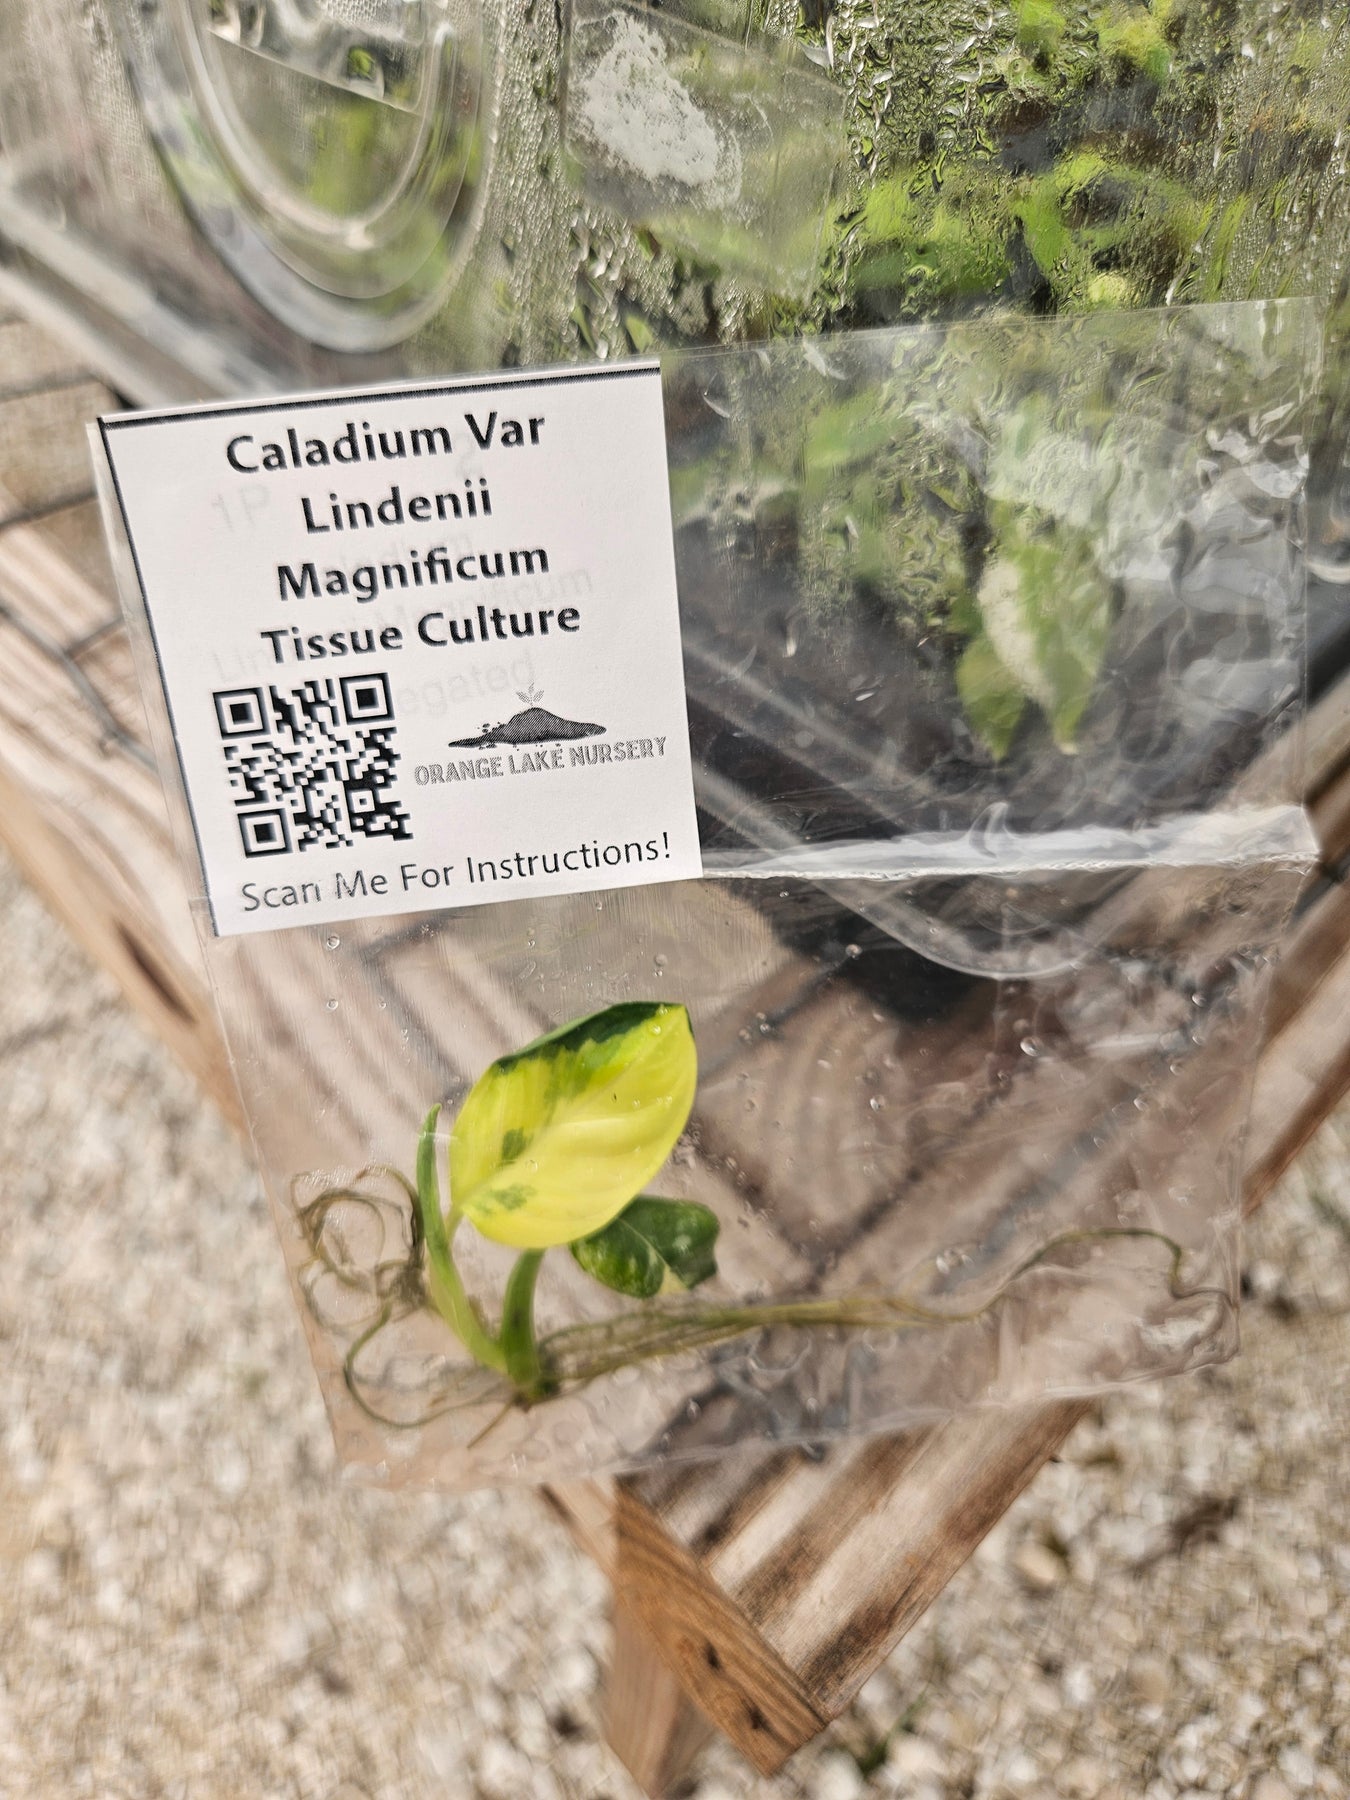 Caladium Var
Lindenii
Magnificum
Tissue Culture
ORANGE LAKE NURSERY
Scan Me For Instructions!